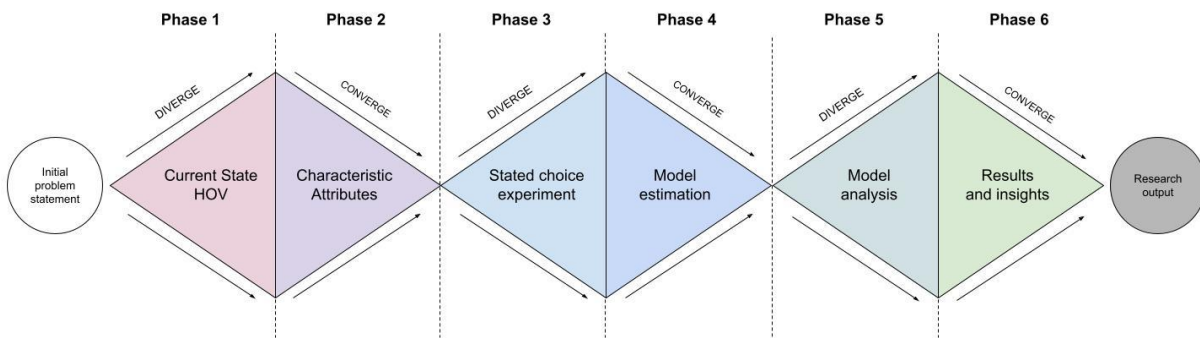 Phase 1
Phase 2
Phase 3
Phase 4
Phase 5
Phase 6
DIVERGE
CONVERGE
DIVERGE
CONVERGE
DIVERGE
CONVERGE
Initial
problem
statement
Current State
HOV
Characteristic
Attributes
Stated choice
experiment
Model
estimation
Model
analysis
Results
and insights
Research
output